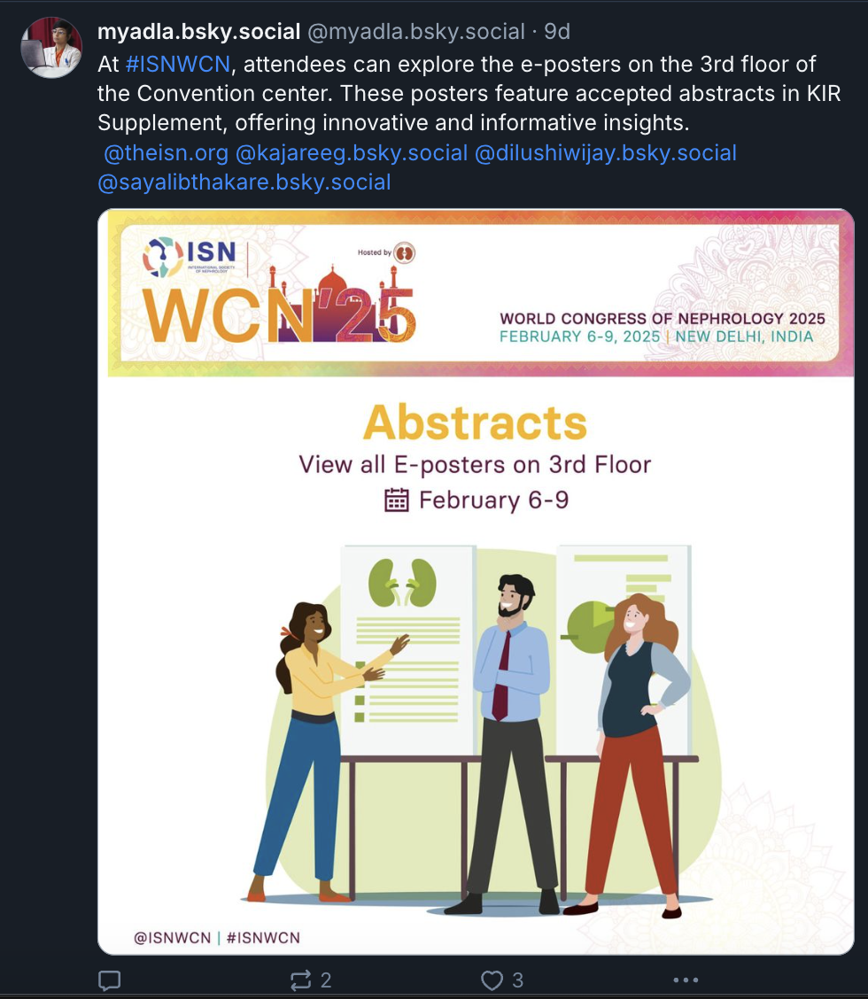 myadla.bsky.social @myadla.bsky.social · 9d
At #ISNWCN, attendees can explore the e-posters on the 3rd floor of
the Convention center. These posters feature accepted abstracts in KIR
Supplement, offering innovative and informative insights.
@theisn.org @kajareeg.bsky.social @dilushiwijay.bsky.social
@sayalibthakare.bsky.social
ISN
INTERNATIONAL SOCIETY
OF NEPHROLOGY
Hosted by
WCN'25
WORLD CONGRESS OF NEPHROLOGY 2025
FEBRUARY 6-9, 2025 | NEW DELHI, INDIA
Abstracts
View all E-posters on 3rd Floor
February 6-9
@ISNWCN | #ISNWCN
2
3